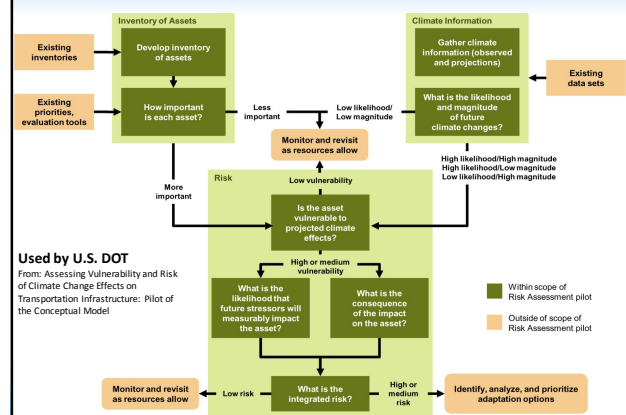 Inventory of Assets
Climate Information
Existing
inventories
Develop inventory
of assets
Gather climate
information (observed
and projections)
Existing
data sets
Existing
priorities,
evaluation tools
How important
is each asset?
Less
important
Low likelihood/
Low magnitude
What is the likelihood
and magnitude
of future
climate changes?
Monitor and revisit
as resources allow
High likelihood/High magnitude
High likelihood/Low magnitude
Low likelihood/High magnitude
More
important
Risk
Low vulnerability
Is the asset
vulnerable to
projected climate
effects?
Used by U.S. DOT
From: Assessing Vulnerability and Risk
of Climate Change Effects on
Transportation Infrastructure: Pilot of
the Conceptual Model
High or medium
vulnerability
What is the
likelihood that
future stressors will
measurably impact
the asset?
What is the
consequence
of the impact
on the asset?
Within scope of
Risk Assessment pilot
Outside of scope of
Risk Assessment pilot
Monitor and revisit
as resources allow
Low risk
What is the
integrated risk?
High or
medium
risk
Identify, analyze, and prioritize
adaptation options